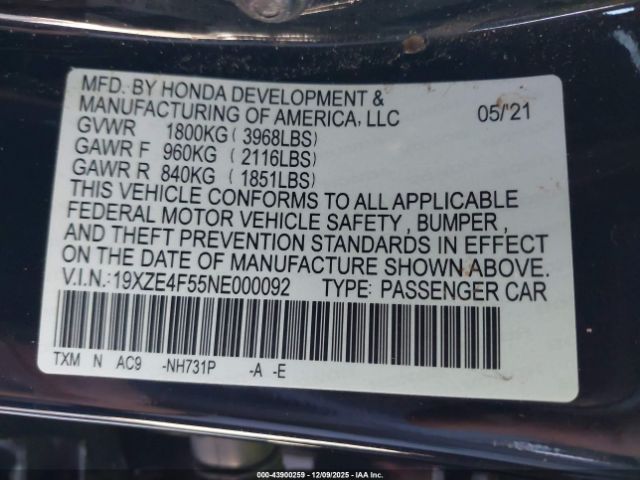 MFD. BY HONDA DEVELOPMENT &
MANUFACTURING OF AMERICA, LLC 05/'21
GVWR 1800KG ( 3968LBS)
GAWR F 960KG ( 2116LBS)
GAWR R 840KG ( 1851LBS)
THIS VEHICLE CONFORMS TO ALL APPLICABLE
FEDERAL MOTOR VEHICLE SAFETY , BUMPER ,
AND THEFT PREVENTION STANDARDS IN EFFECT
ON THE DATE OF MANUFACTURE SHOWN ABOVE.
V.I.N.:19XZE4F55NE000092 TYPE: PASSENGER CAR
TXM N AC9 -NH731P -A -E
000-43900259 - 12/09/2025 - IAA Inc.